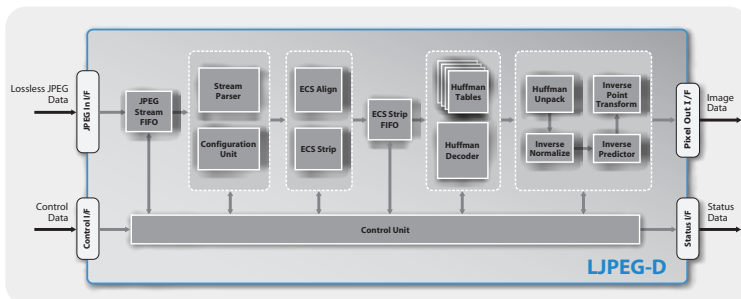 Lossless JPEG
Data
JPEG In I/F
JPEG
Stream
FIFO
Stream
Parser
Configuration
Unit
ECS Align
ECS Strip
ECS Strip
FIFO
Huffman
Tables
Huffman
Decoder
Huffman
Unpack
Inverse
Normalize
Inverse
Point
Transform
Inverse
Predictor
Pixel Out I/F
Image
Data
Control
Data
Control I/F
Control Unit
Status I/F
Status
Data
LJPEG-D